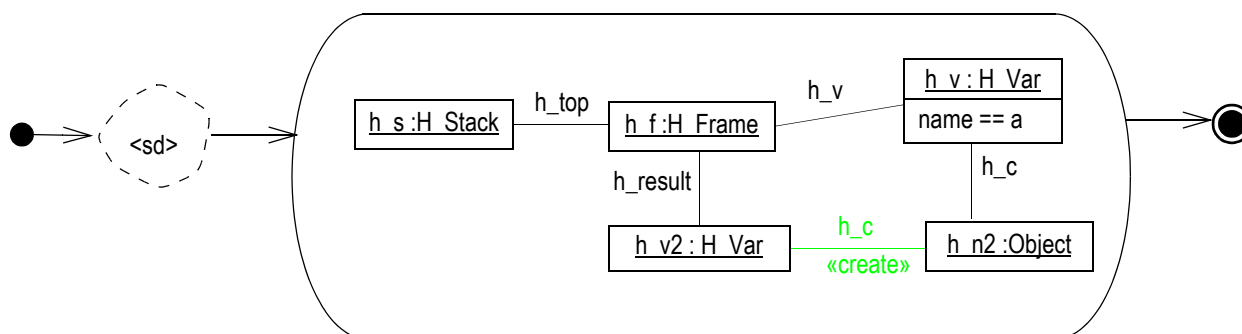 <sd>
h_s :H_Stack
h_top
h_f :H_Frame
h_v
h_v : H_Var
name == a
h_result
h_c
h_v2 : H_Var
h_c
«create»
h_n2 :Object